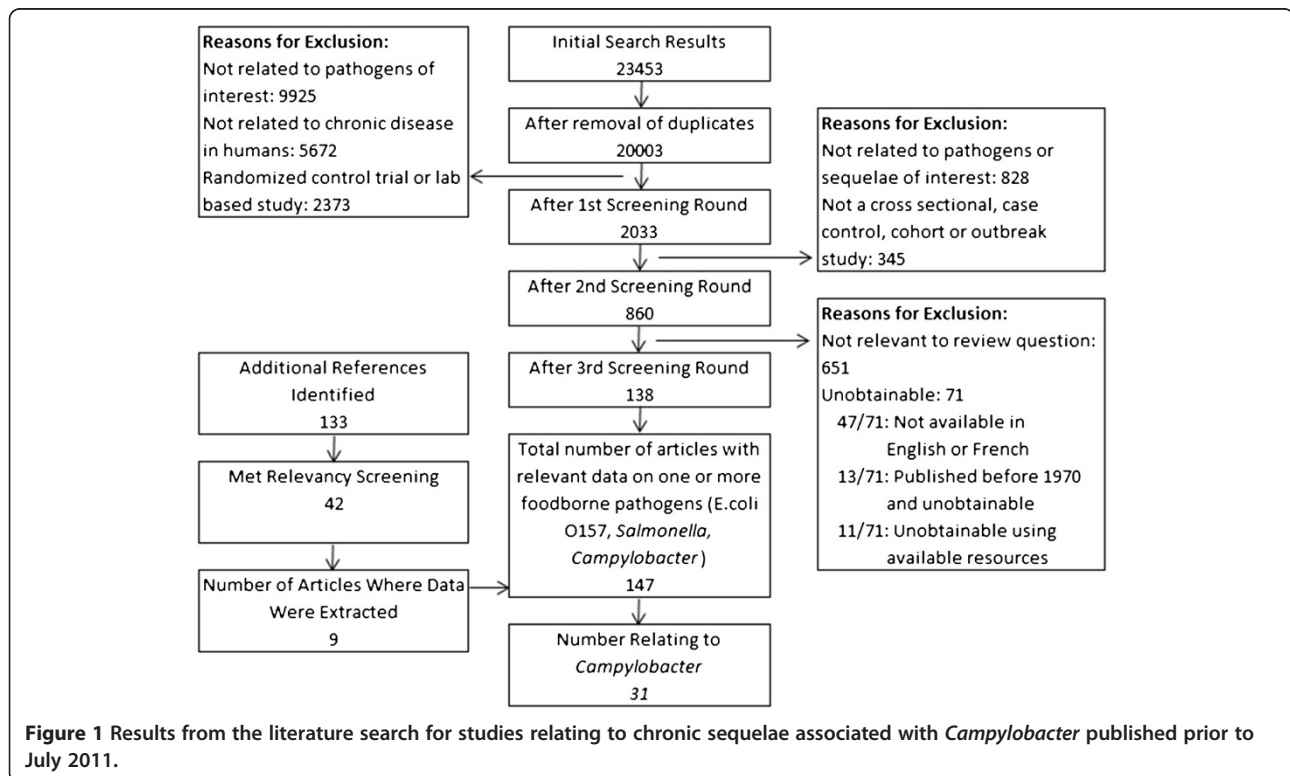 Reasons for Exclusion:
Not related to pathogens of
interest: 9925
Not related to chronic disease
in humans: 5672
Randomized control trial or lab
based study: 2373
Initial Search Results
23453
After removal of duplicates
20003
After 1st Screening Round
2033
Reasons for Exclusion:
Not related to pathogens or
sequelae of interest: 828
Not a cross sectional, case
control, cohort or outbreak
study: 345
After 2nd Screening Round
860
Reasons for Exclusion:
Not relevant to review question:
651
Unobtainable: 71
47/71: Not available in
English or French
13/71: Published before 1970
and unobtainable
11/71: Unobtainable using
available resources
After 3rd Screening Round
138
Additional References
Identified
133
Met Relevancy Screening
42
Number of Articles Where Data
Were Extracted
9
Total number of articles with
relevant data on one or more
foodborne pathogens (E.coli
O157, Salmonella,
Campylobacter)
147
Number Relating to
Campylobacter
31
Figure 1 Results from the literature search for studies relating to chronic sequelae associated with Campylobacter published prior to
July 2011.